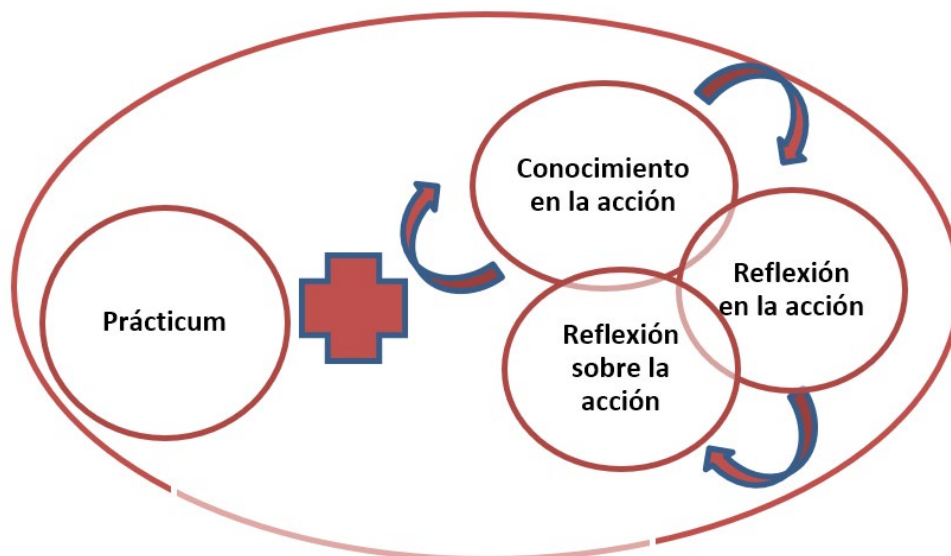 Prácticum
Conocimiento
en la acción
Reflexión
en la acción
Reflexión
sobre la
acción